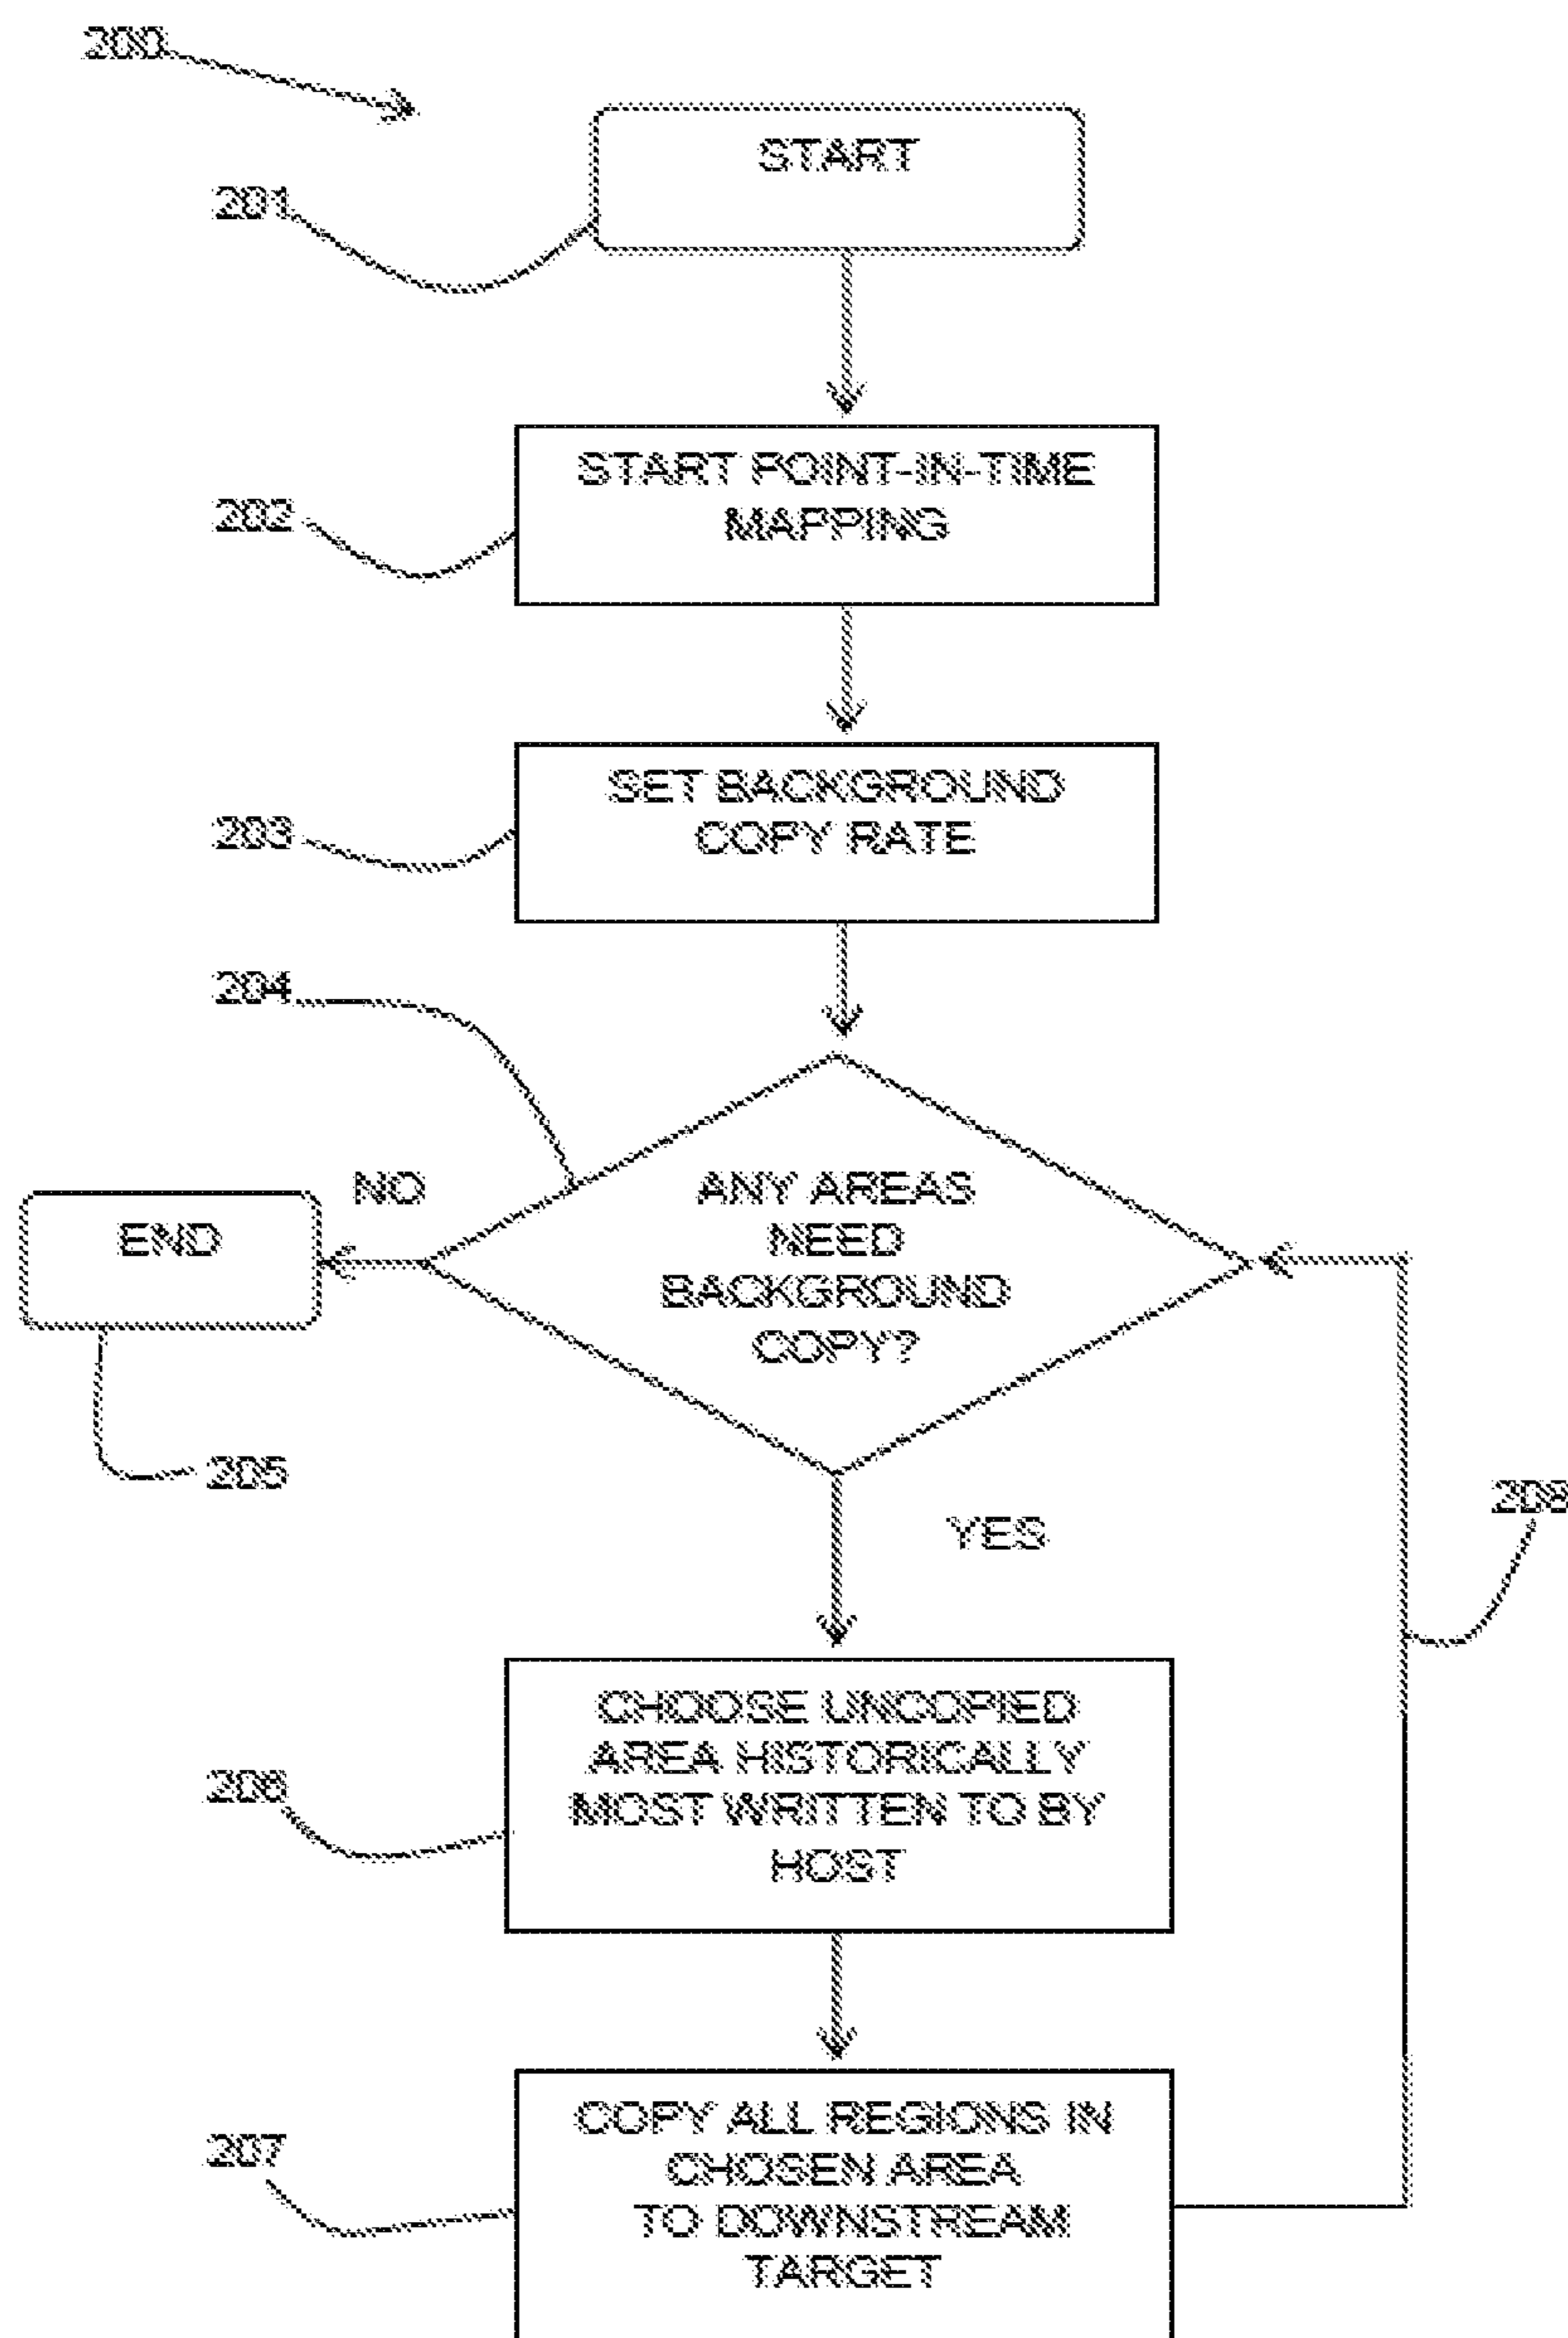 200
START
201
START POINT-IN-TIME
MAPPING
202
SET BACKGROUND
COPY RATE
203
204
NO
ANY AREAS
NEED
BACKGROUND
COPY?
END
205
208
YES
CHOOSE UNCOPIED
AREA HISTORICALLY
MOST WRITTEN TO BY
HOST
206
COPY ALL REGIONS IN
CHOSEN AREA
TO DOWNSTREAM
TARGET
207